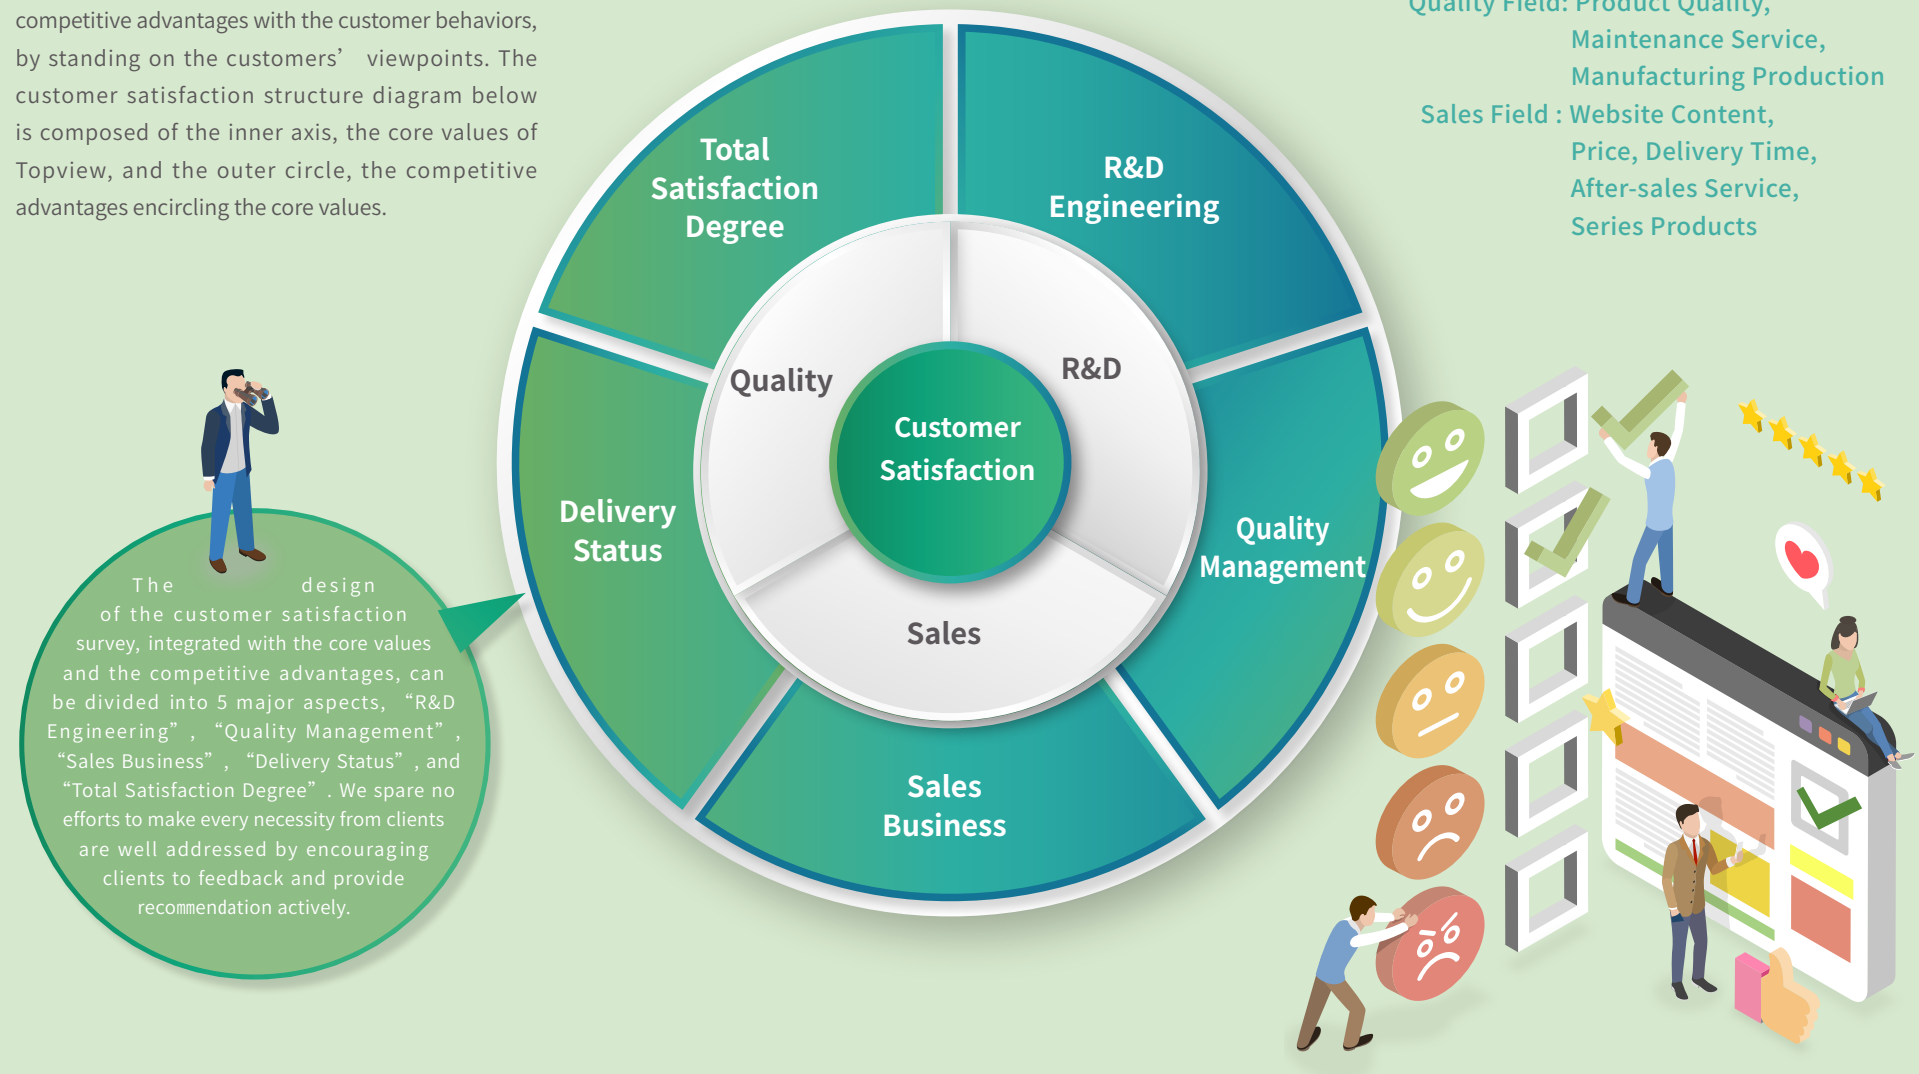 competitive advantages with the customer behaviors,
by standing on the customers’ viewpoints. The
customer satisfaction structure diagram below
is composed of the inner axis, the core values of
Topview, and the outer circle, the competitive
advantages encircling the core values.
Quality Field: Product Quality,
Maintenance Service,
Manufacturing Production
Sales Field : Website Content,
Price, Delivery Time,
After-sales Service,
Series Products
Total
Satisfaction
Degree
R&D
Engineering
Quality
R&D
Customer
Satisfaction
Delivery
Status
Quality
Management
Sales
Sales
Business
The design
of the customer satisfaction
survey, integrated with the core values
and the competitive advantages, can
be divided into 5 major aspects, “R&D
Engineering”, “Quality Management”,
“Sales Business”, “Delivery Status”, and
“Total Satisfaction Degree”. We spare no
efforts to make every necessity from clients
are well addressed by encouraging
clients to feedback and provide
recommendation actively.